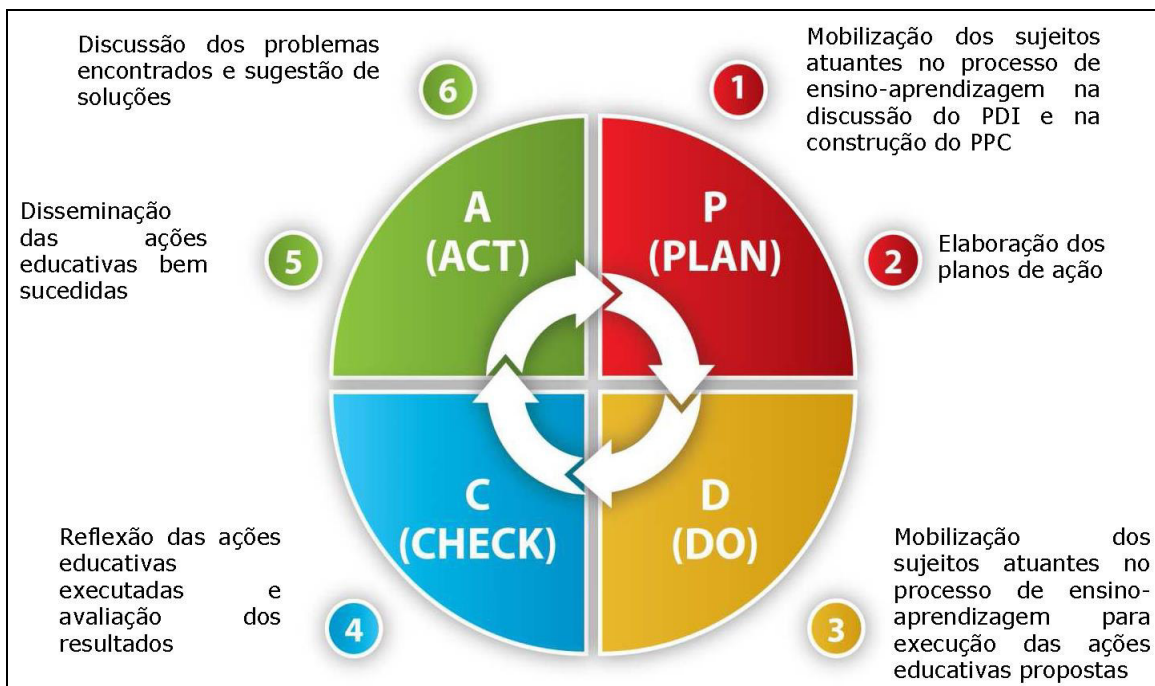 Mobilização dos sujeitos
atuantes no processo de
ensino-aprendizagem na
discussão do PDI e na
construção do PPC
1
Elaboração dos
planos de ação
2
Mobilização dos
sujeitos atuantes no
processo de ensino-
aprendizagem para
execução das ações
educativas propostas
3
Reflexão das ações
educativas
executadas e
avaliação dos
resultados
4
Disseminação
das ações
educativas bem
sucedidas
5
Discussão dos problemas
encontrados e sugestão de
soluções
6
P
(PLAN)
D
(DO)
C
(CHECK)
A
(ACT)